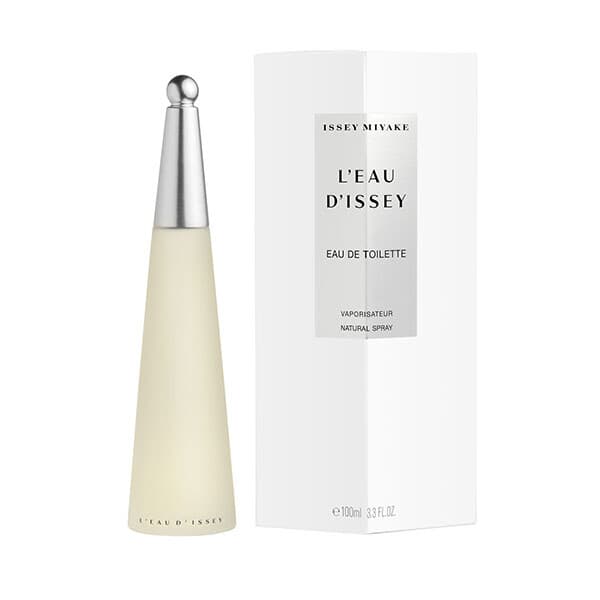 ISSEY MIYAKE
L'EAU
D'ISSEY
EAU DE TOILETTE
VAPORISATEUR
NATURAL SPRAY
℮100ml 3.3 FL.OZ.
L'EAU D'ISSEY